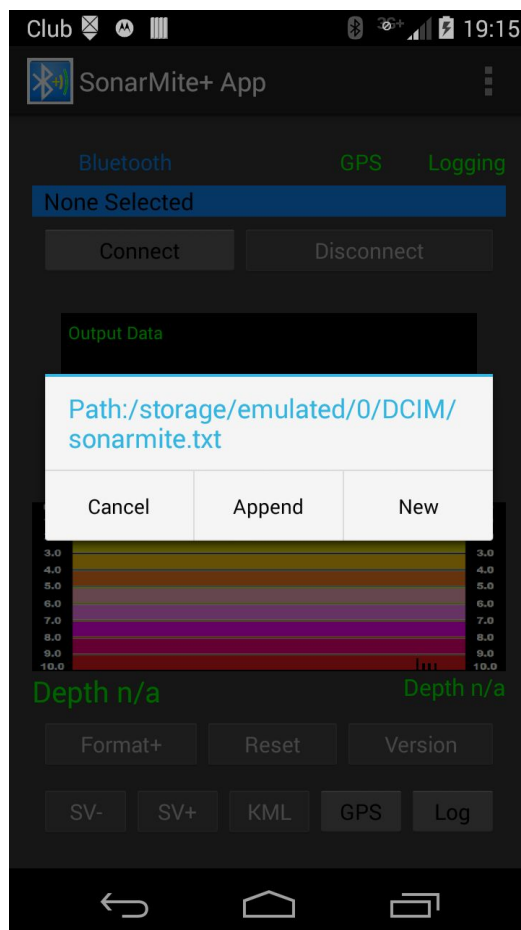 Club 3G+ 19:15
SonarMite+ App
Bluetooth GPS Logging
None Selected
Connect Disconnect
Output Data
Path:/storage/emulated/0/DCIM/
sonarmite.txt
Cancel Append New
3.0 3.0
4.0 4.0
5.0 5.0
6.0 6.0
7.0 7.0
8.0 8.0
9.0 9.0
10.0 10.0
Depth n/a Depth n/a
Format+ Reset Version
SV- SV+ KML GPS Log